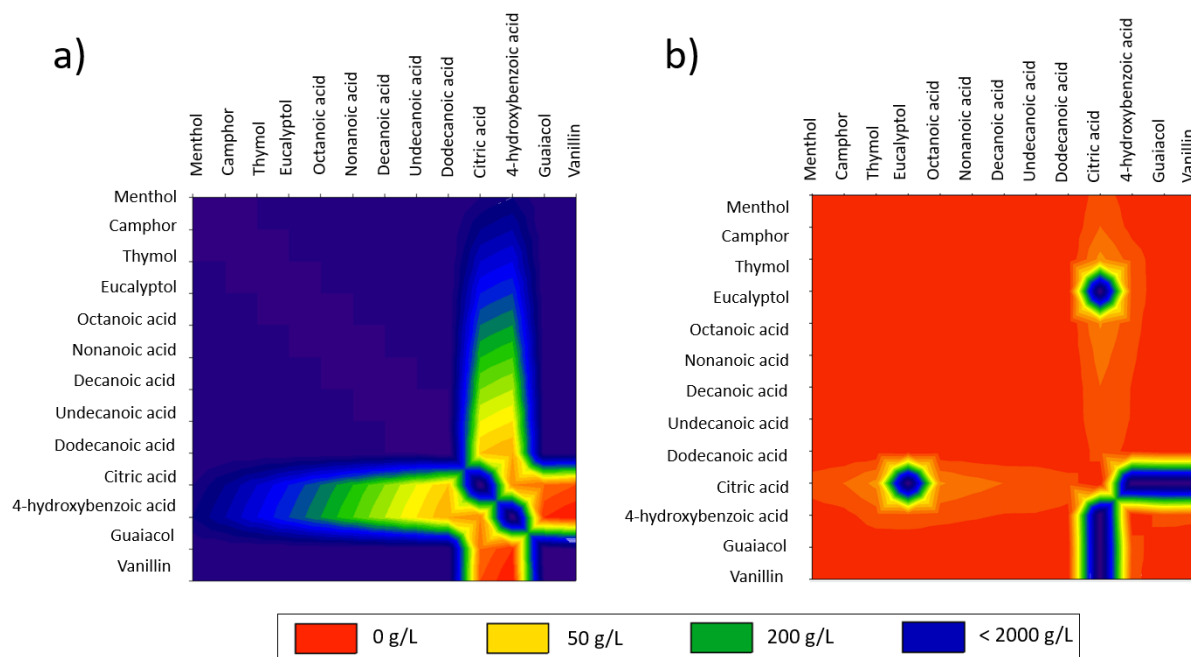 a)
Menthol
Camphor
Thymol
Eucalyptol
Octanoic acid
Nonanoic acid
Decanoic acid
Undecanoic acid
Dodecanoic acid
Citric acid
4-hydroxybenzoic acid
Guaiacol
Vanillin
Menthol
Camphor
Thymol
Eucalyptol
Octanoic acid
Nonanoic acid
Decanoic acid
Undecanoic acid
Dodecanoic acid
Citric acid
4-hydroxybenzoic acid
Guaiacol
Vanillin
b)
Menthol
Camphor
Thymol
Eucalyptol
Octanoic acid
Nonanoic acid
Decanoic acid
Undecanoic acid
Dodecanoic acid
Citric acid
4-hydroxybenzoic acid
Guaiacol
Vanillin
Menthol
Camphor
Thymol
Eucalyptol
Octanoic acid
Nonanoic acid
Decanoic acid
Undecanoic acid
Dodecanoic acid
Citric acid
4-hydroxybenzoic acid
Guaiacol
Vanillin
0 g/L
50 g/L
200 g/L
< 2000 g/L